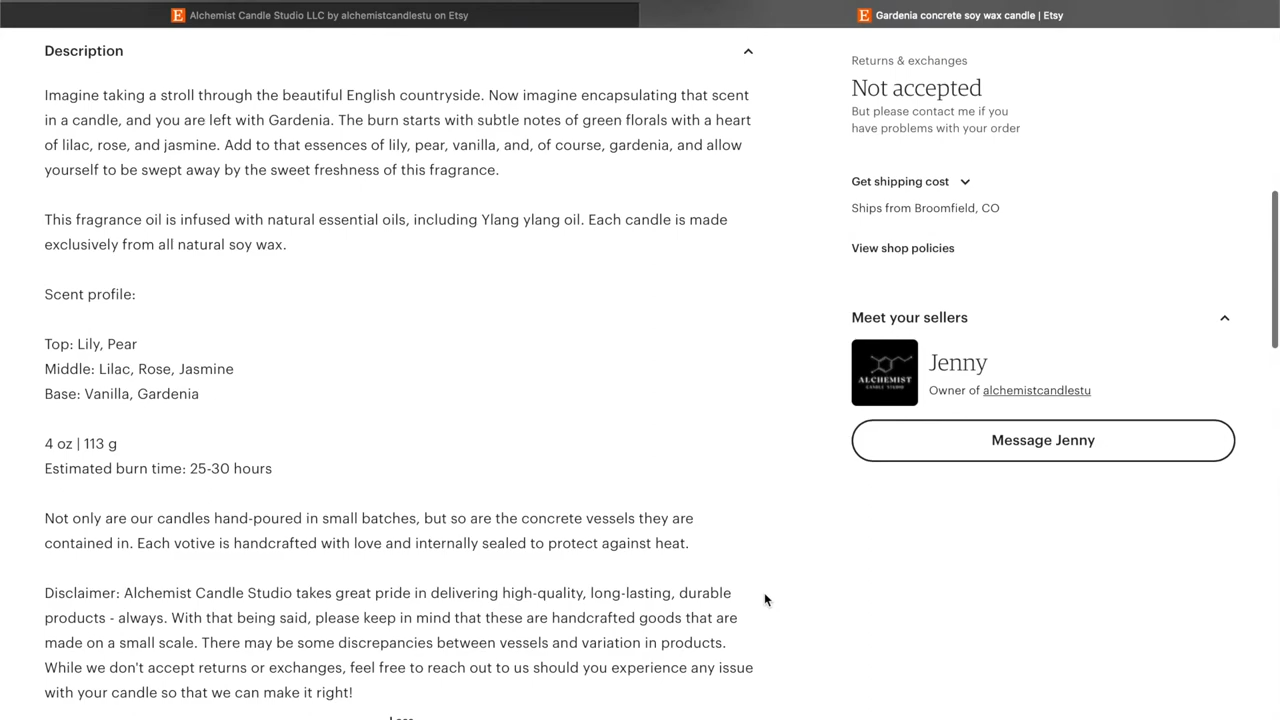 Alchemist Candle Studio LLC by alchemistcandlestu on Etsy
Gardenia concrete soy wax candle | Etsy
Description
Imagine taking a stroll through the beautiful English countryside. Now imagine encapsulating that scent
in a candle, and you are left with Gardenia. The burn starts with subtle notes of green florals with a heart
of lilac, rose, and jasmine. Add to that essences of lily, pear, vanilla, and, of course, gardenia, and allow
yourself to be swept away by the sweet freshness of this fragrance.
This fragrance oil is infused with natural essential oils, including Ylang ylang oil. Each candle is made
exclusively from all natural soy wax.
Scent profile:
Top: Lily, Pear
Middle: Lilac, Rose, Jasmine
Base: Vanilla, Gardenia
4 oz | 113 g
Estimated burn time: 25-30 hours
Not only are our candles hand-poured in small batches, but so are the concrete vessels they are
contained in. Each votive is handcrafted with love and internally sealed to protect against heat.
Disclaimer: Alchemist Candle Studio takes great pride in delivering high-quality, long-lasting, durable
products - always. With that being said, please keep in mind that these are handcrafted goods that are
made on a small scale. There may be some discrepancies between vessels and variation in products.
While we don't accept returns or exchanges, feel free to reach out to us should you experience any issue
with your candle so that we can make it right!
Returns & exchanges
Not accepted
But please contact me if you
have problems with your order
Get shipping cost
Ships from Broomfield, CO
View shop policies
Meet your sellers
ALCHEMIST
CANDLE STUDIO
Jenny
Owner of alchemistcandlestu
Message Jenny